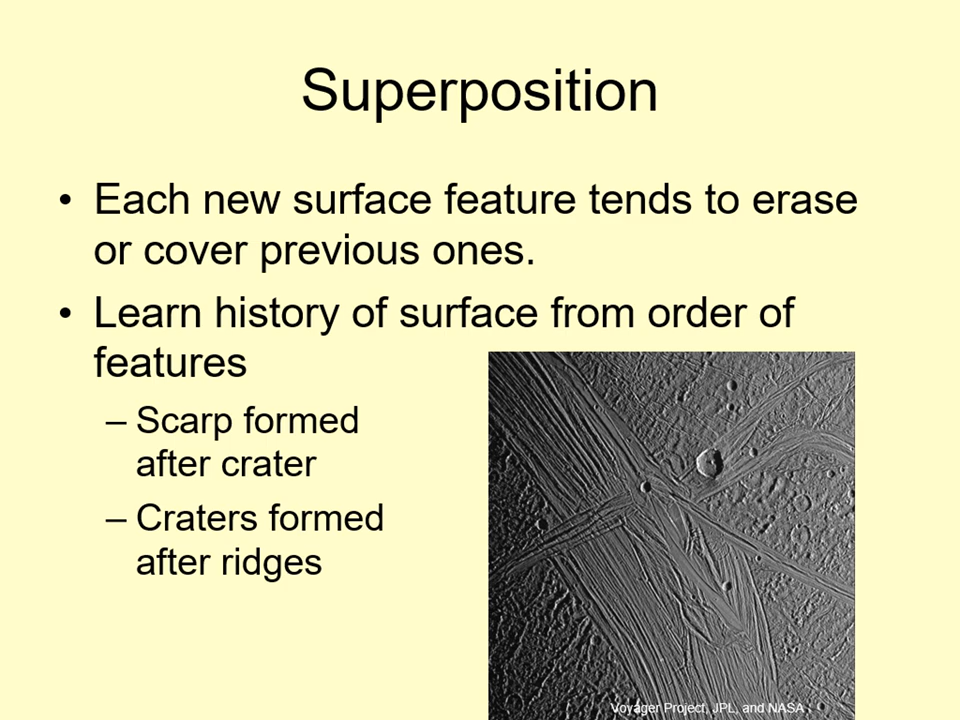 Superposition
• Each new surface feature tends to erase
or cover previous ones.
• Learn history of surface from order of
features
– Scarp formed
after crater
– Craters formed
after ridges
Voyager Project, JPL, and NASA